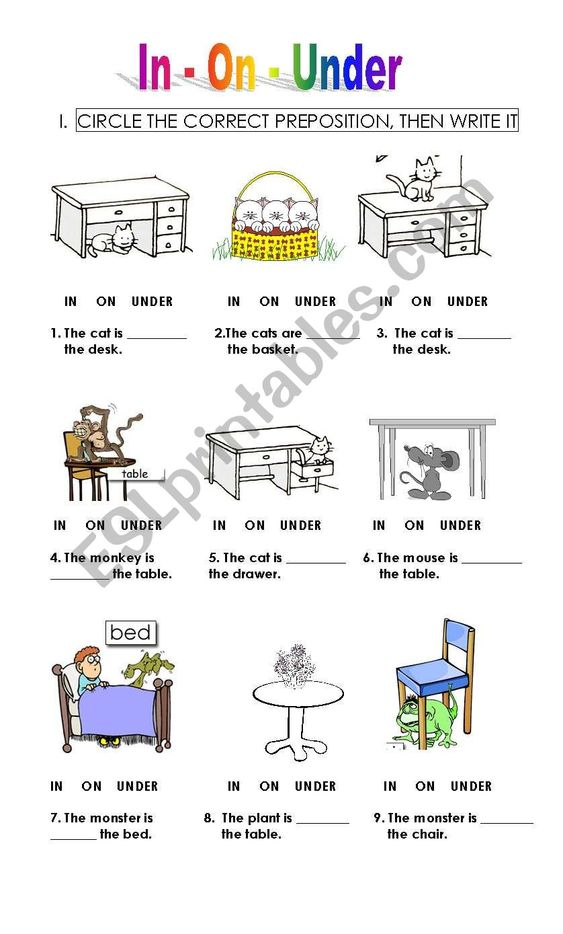 In - On - Under
I. CIRCLE THE CORRECT PREPOSITION, THEN WRITE IT
IN ON UNDER
1. The cat is ________
the desk.
IN ON UNDER
2.The cats are _______
the basket.
IN ON UNDER
3. The cat is _______
the desk.
table
IN ON UNDER
4. The monkey is
________ the table.
IN ON UNDER
5. The cat is ________
the drawer.
IN ON UNDER
6. The mouse is ________
the table.
bed
IN ON UNDER
7. The monster is
______ the bed.
IN ON UNDER
8. The plant is _______
the table.
IN ON UNDER
9. The monster is _______
the chair.
ESLprintables.com